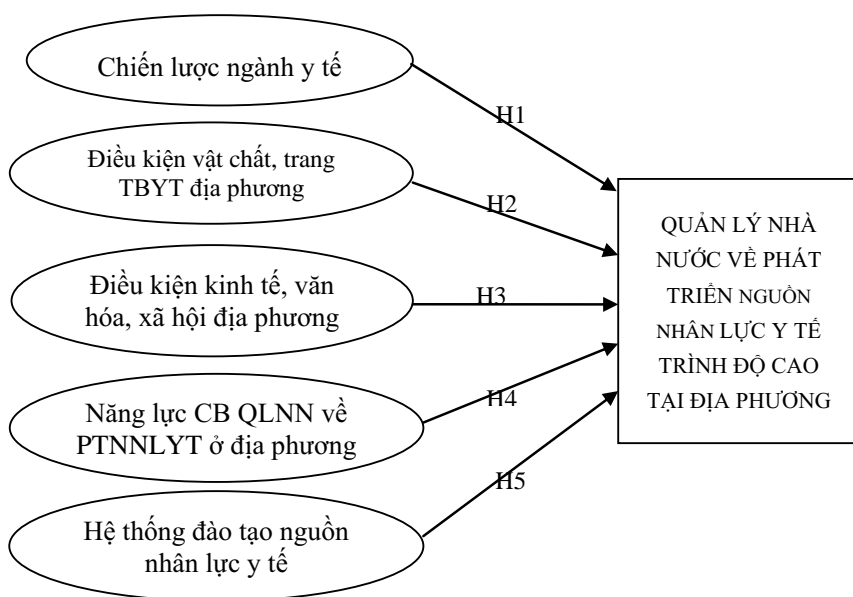 Chiến lược ngành y tế
H1
Điều kiện vật chất, trang
TBYT địa phương
H2
Điều kiện kinh tế, văn
hóa, xã hội địa phương
H3
Năng lực CB QLNN về
PTNNLYT ở địa phương
H4
Hệ thống đào tạo nguồn
nhân lực y tế
H5
QUẢN LÝ NHÀ
NƯỚC VỀ PHÁT
TRIỂN NGUỒN
NHÂN LỰC Y TẾ
TRÌNH ĐỘ CAO
TẠI ĐỊA PHƯƠNG